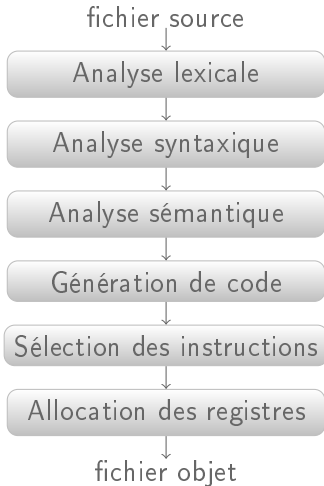 fichier source
Analyse lexicale
Analyse syntaxique
Analyse sémantique
Génération de code
Sélection des instructions
Allocation des registres
fichier objet